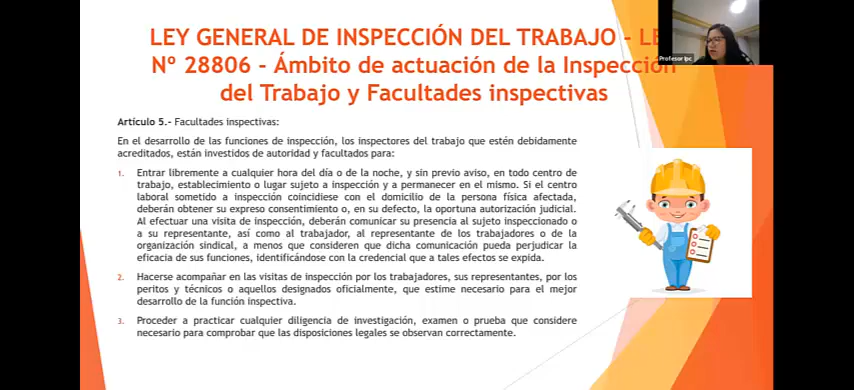 LEY GENERAL DE INSPECCIÓN DEL TRABAJO - LE
Nº 28806 - Ámbito de actuación de la Inspección
del Trabajo y Facultades inspectivas
Profesor Ipc
Artículo 5.- Facultades inspectivas:
En el desarrollo de las funciones de inspección, los inspectores del trabajo que estén debidamente
acreditados, están investidos de autoridad y facultados para:
1. Entrar libremente a cualquier hora del día o de la noche, y sin previo aviso, en todo centro de
trabajo, establecimiento o lugar sujeto a inspección y a permanecer en el mismo. Si el centro
laboral sometido a inspección coincidiese con el domicilio de la persona física afectada,
deberán obtener su expreso consentimiento o, en su defecto, la oportuna autorización judicial.
Al efectuar una visita de inspección, deberán comunicar su presencia al sujeto inspeccionado o
a su representante, así como al trabajador, al representante de los trabajadores o de la
organización sindical, a menos que consideren que dicha comunicación pueda perjudicar la
eficacia de sus funciones, identificándose con la credencial que a tales efectos se expida.
2. Hacerse acompañar en las visitas de inspección por los trabajadores, sus representantes, por los
peritos y técnicos o aquellos designados oficialmente, que estime necesario para el mejor
desarrollo de la función inspectiva.
3. Proceder a practicar cualquier diligencia de investigación, examen o prueba que considere
necesario para comprobar que las disposiciones legales se observan correctamente.